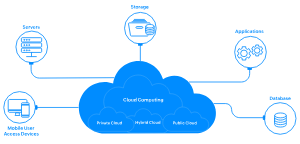 Storage
Servers
Applications
Cloud Computing
Private Cloud
Hybrid Cloud
Public Cloud
Mobile User
Access Devices
Database